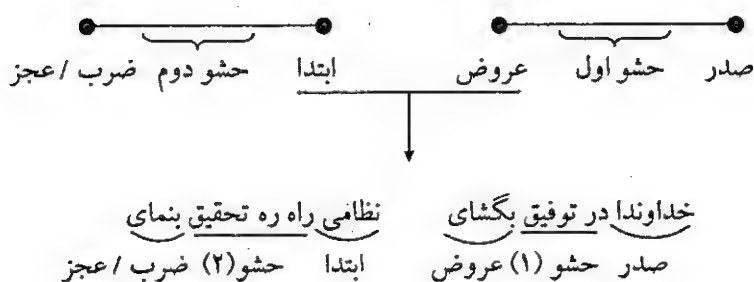 صدر حشو اول عروض ابتدا حشو دوم ضرب / عجز
خداوندا در توفیق بگشای نظامی راه ره تحقیق بنمای
صدر حشو (۱) عروض ابتدا حشو (۲) ضرب / عجز